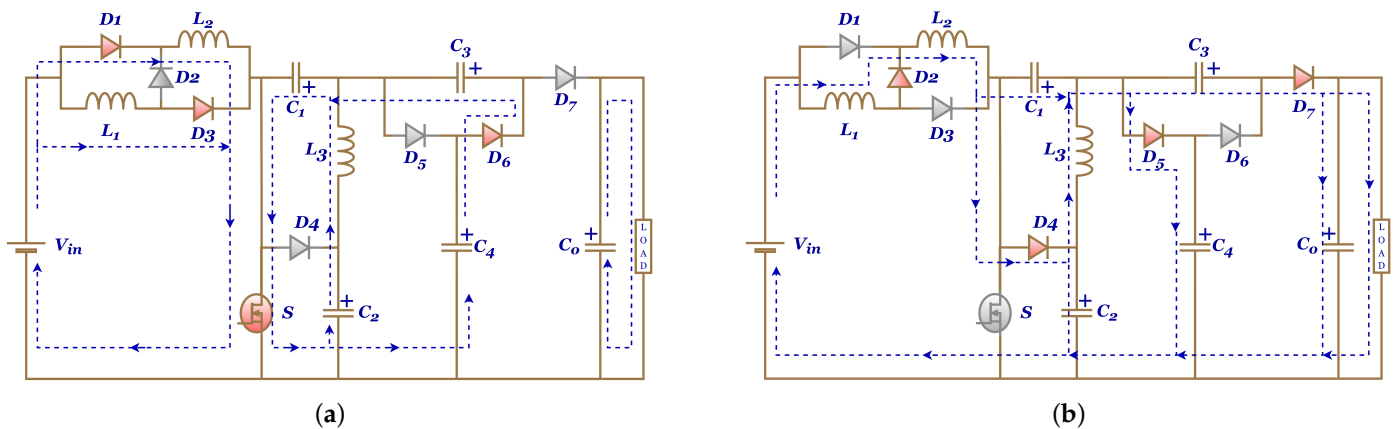 D1 L2
D2
L1 D3
C1
C3
D7
L3
D5 D6
Vin
D4
C4
Co
LOAD
S
C2
(a)
D1 L2
D2
L1 D3
C1
C3
D7
L3
D5 D6
Vin
D4
C4
Co
LOAD
S
C2
(b)